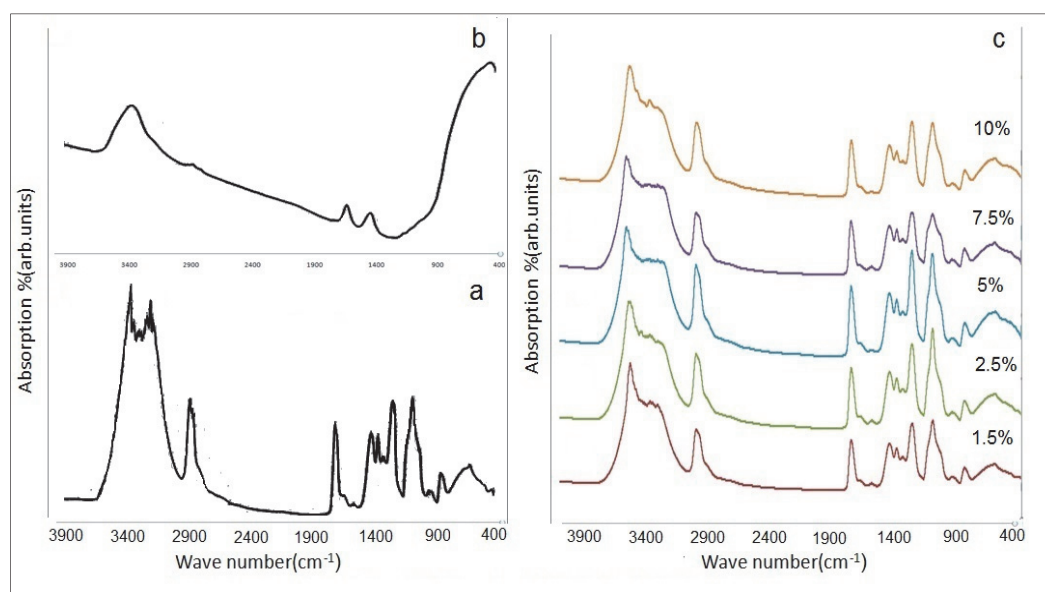 b
3900 3400 2900 2400 1900 1400 900 400
a
3900 3400 2900 2400 1900 1400 900 400
Wave number(cm-1)
Absorption %(arb.units)
c
10%
7.5%
5%
2.5%
1.5%
3900 3400 2900 2400 1900 1400 900 400
Wave number(cm-1)
Absorption %(arb.units)